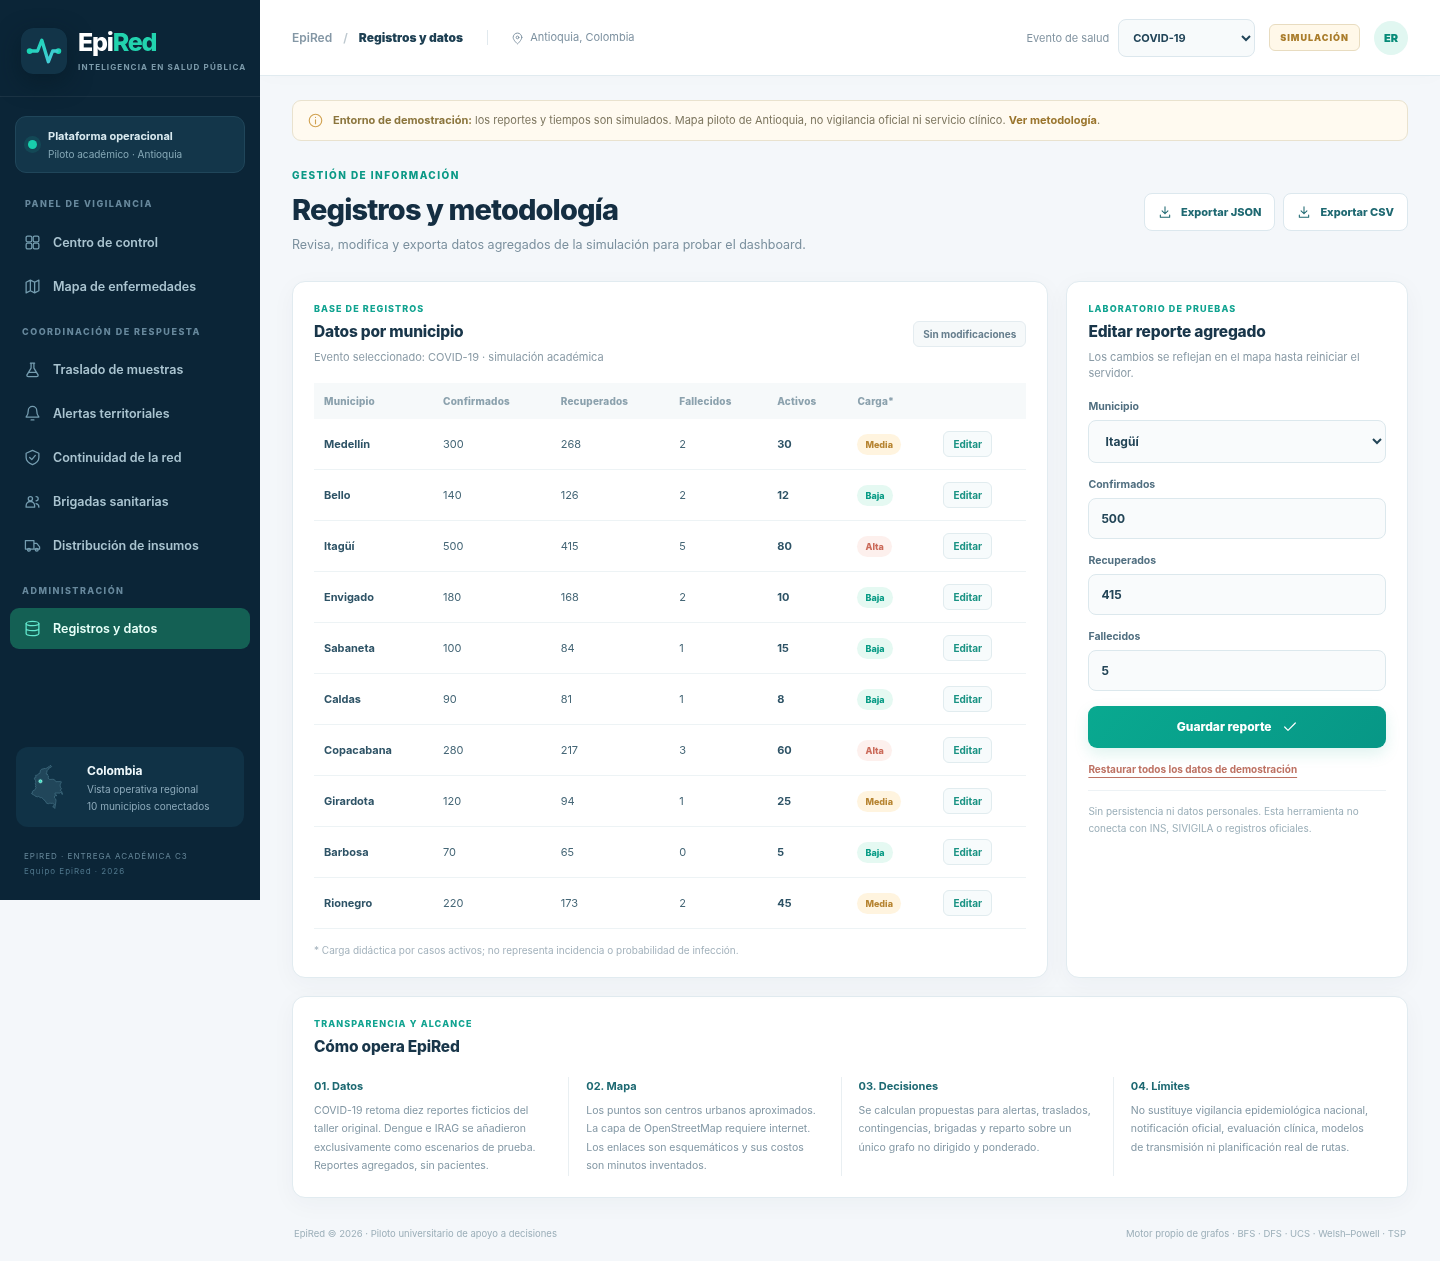 EpiRed
INTELIGENCIA EN SALUD PÚBLICA
Plataforma operacional
Piloto académico · Antioquia
PANEL DE VIGILANCIA
Centro de control
Mapa de enfermedades
COORDINACIÓN DE RESPUESTA
Traslado de muestras
Alertas territoriales
Continuidad de la red
Brigadas sanitarias
Distribución de insumos
ADMINISTRACIÓN
Registros y datos
Colombia
Vista operativa regional
10 municipios conectados
EPIRED · ENTREGA ACADÉMICA C3
Equipo EpiRed · 2026
EpiRed / Registros y datos
Antioquia, Colombia
Evento de salud
COVID-19
SIMULACIÓN
ER
Entorno de demostración: los reportes y tiempos son simulados. Mapa piloto de Antioquia, no vigilancia oficial ni servicio clínico. Ver metodología.
GESTIÓN DE INFORMACIÓN
Registros y metodología
Revisa, modifica y exporta datos agregados de la simulación para probar el dashboard.
Exportar JSON
Exportar CSV
BASE DE REGISTROS
Datos por municipio
Evento seleccionado: COVID-19 · simulación académica
Sin modificaciones
Municipio Confirmados Recuperados Fallecidos Activos Carga*
Medellín 300 268 2 30 Media Editar
Bello 140 126 2 12 Baja Editar
Itagüí 500 415 5 80 Alta Editar
Envigado 180 168 2 10 Baja Editar
Sabaneta 100 84 1 15 Baja Editar
Caldas 90 81 1 8 Baja Editar
Copacabana 280 217 3 60 Alta Editar
Girardota 120 94 1 25 Media Editar
Barbosa 70 65 0 5 Baja Editar
Rionegro 220 173 2 45 Media Editar
* Carga didáctica por casos activos; no representa incidencia o probabilidad de infección.
LABORATORIO DE PRUEBAS
Editar reporte agregado
Los cambios se reflejan en el mapa hasta reiniciar el
servidor.
Municipio
Itagüí
Confirmados
500
Recuperados
415
Fallecidos
5
Guardar reporte
Restaurar todos los datos de demostración
Sin persistencia ni datos personales. Esta herramienta no
conecta con INS, SIVIGILA o registros oficiales.
TRANSPARENCIA Y ALCANCE
Cómo opera EpiRed
01. Datos
COVID-19 retoma diez reportes ficticios del
taller original. Dengue e IRAG se añadieron
exclusivamente como escenarios de prueba.
Reportes agregados, sin pacientes.
02. Mapa
Los puntos son centros urbanos aproximados.
La capa de OpenStreetMap requiere internet.
Los enlaces son esquemáticos y sus costos
son minutos inventados.
03. Decisiones
Se calculan propuestas para alertas, traslados,
contingencias, brigadas y reparto sobre un
único grafo no dirigido y ponderado.
04. Límites
No sustituye vigilancia epidemiológica nacional,
notificación oficial, evaluación clínica, modelos
de transmisión ni planificación real de rutas.
EpiRed © 2026 · Piloto universitario de apoyo a decisiones
Motor propio de grafos · BFS · DFS · UCS · Welsh–Powell · TSP